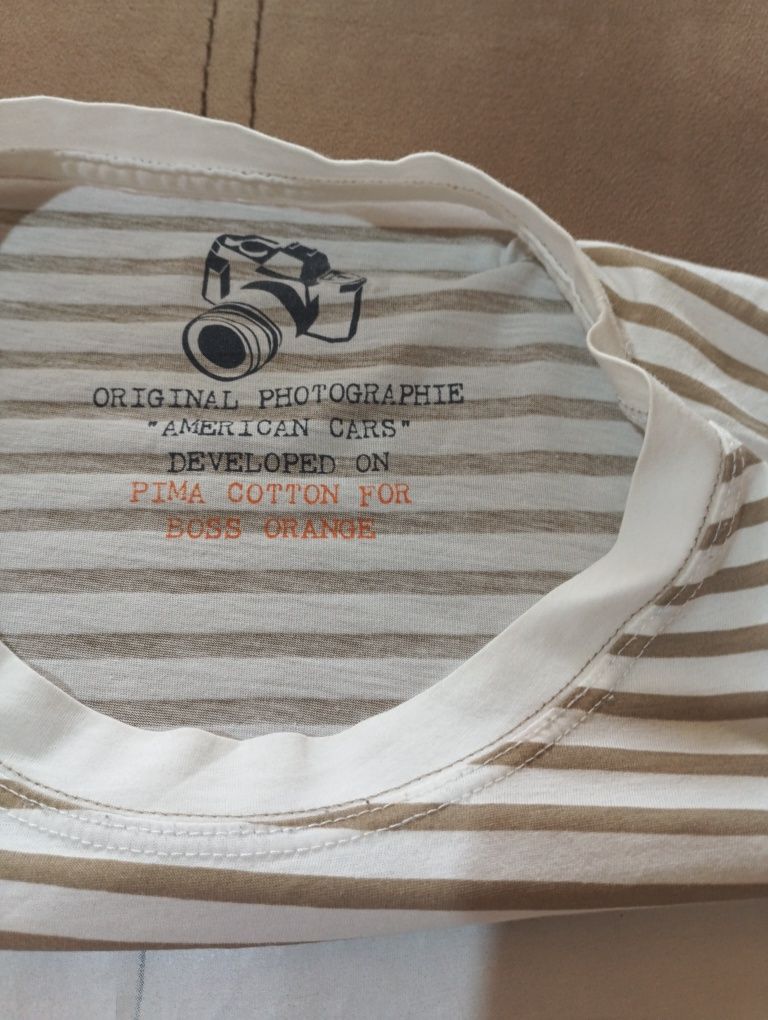 ORIGINAL PHOTOGRAPHIE
"AMERICAN CARS"
DEVELOPED ON
PIMA COTTON FOR
BOSS ORANGE